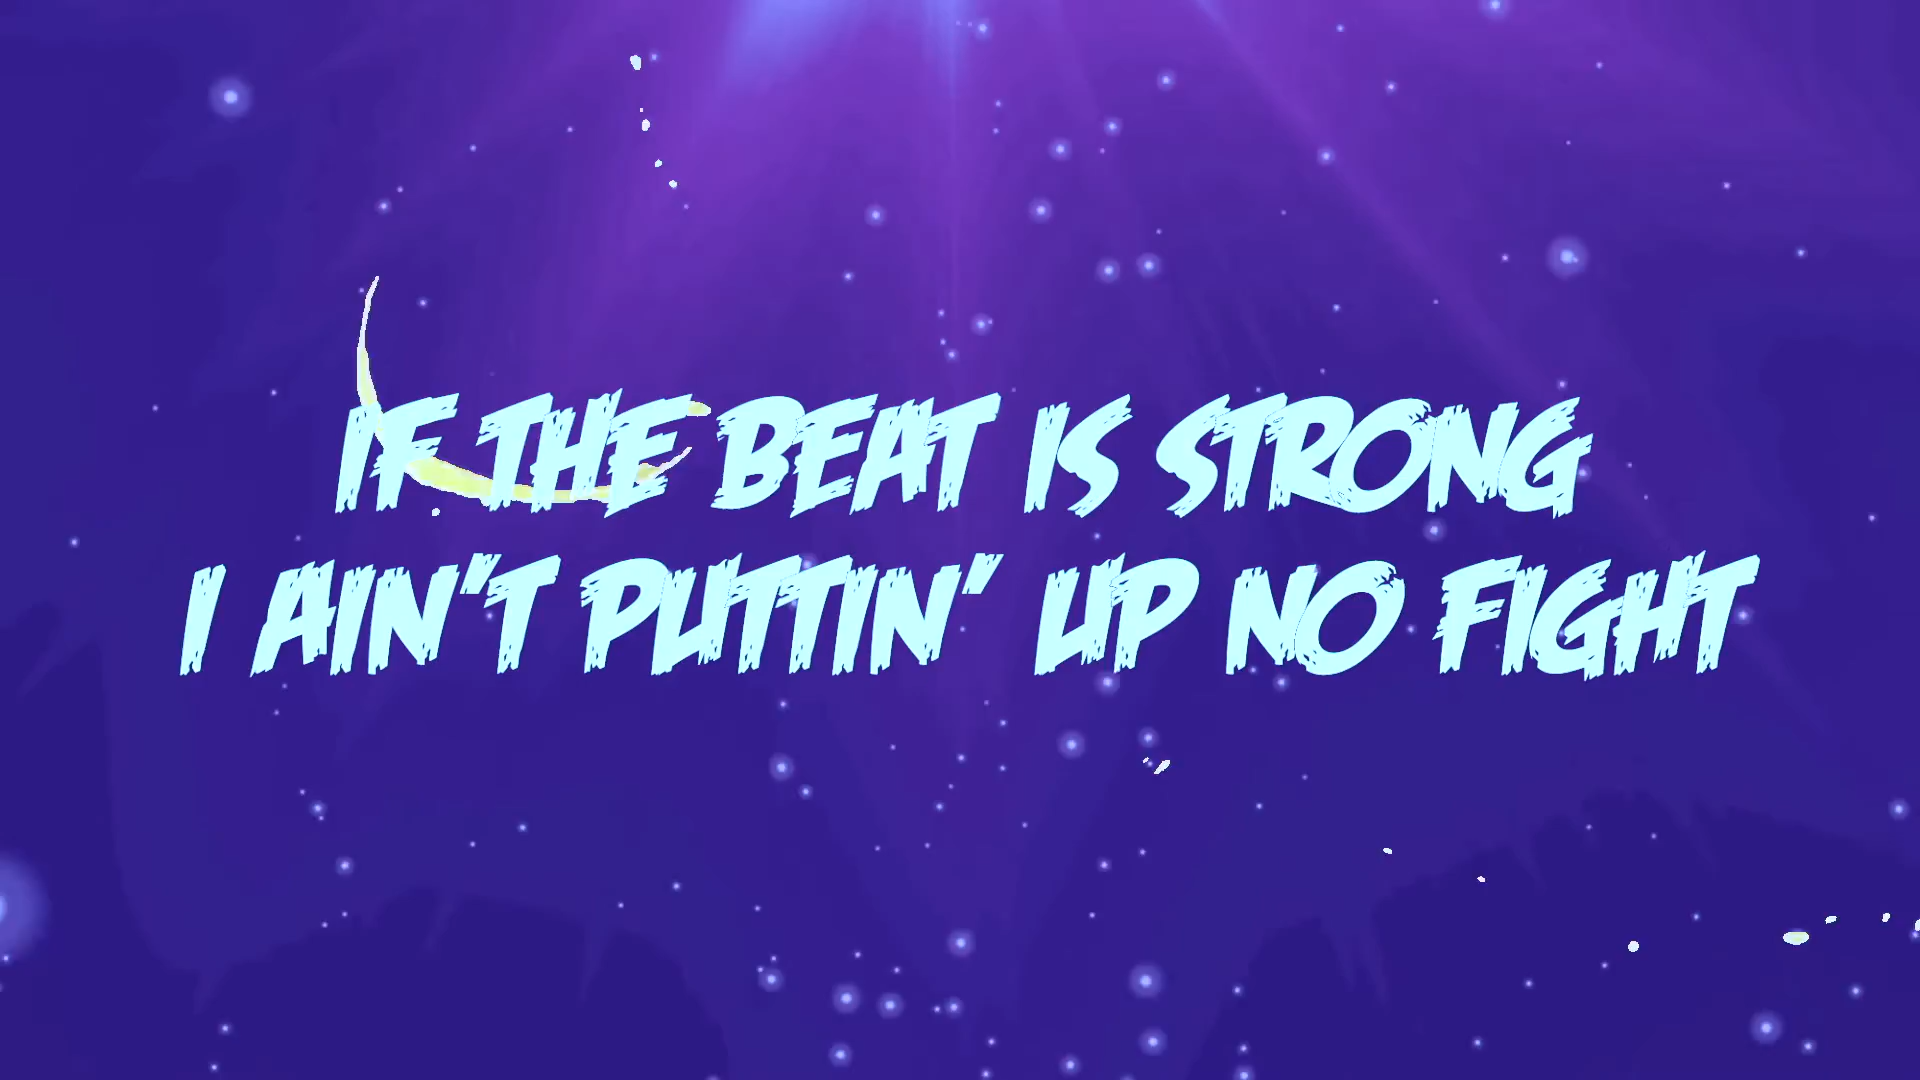 IF THE BEAT IS STRONG
I AIN'T PUTTIN' UP NO FIGHT